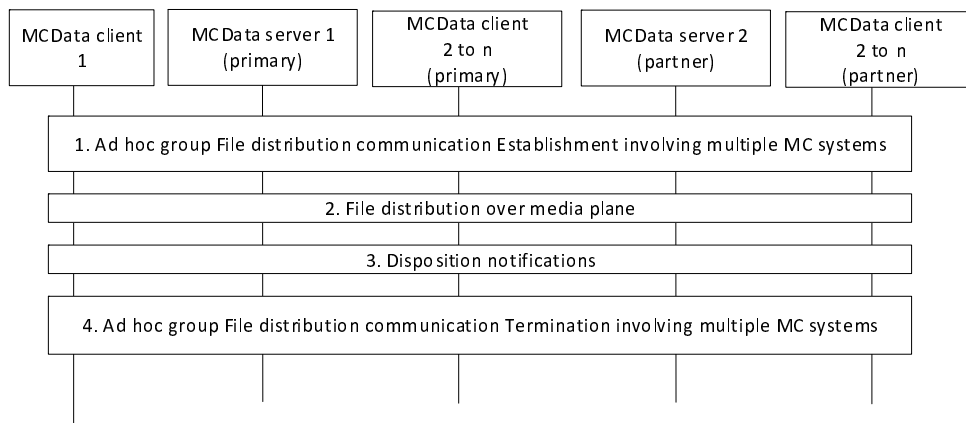 MCData client
1
MCData server 1
(primary)
MCData client
2 to n
(primary)
MCData server 2
(partner)
MCData client
2 to n
(partner)
1. Ad hoc group File distribution communication Establishment involving multiple MC systems
2. File distribution over media plane
3. Disposition notifications
4. Ad hoc group File distribution communication Termination involving multiple MC systems